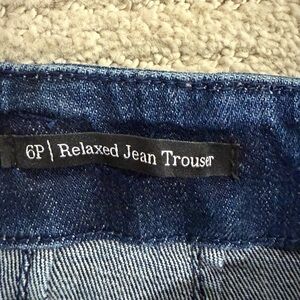 6P | Relaxed Jean Trouser